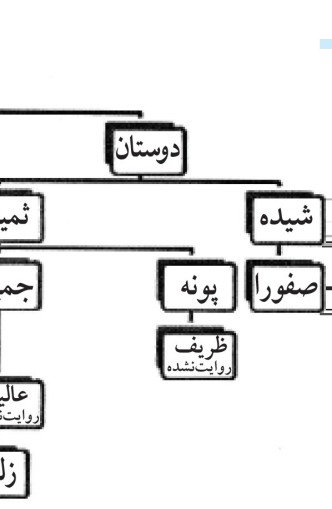 دوستان
شیده
صفورا
پونه
ظریف
روایت‌نشده